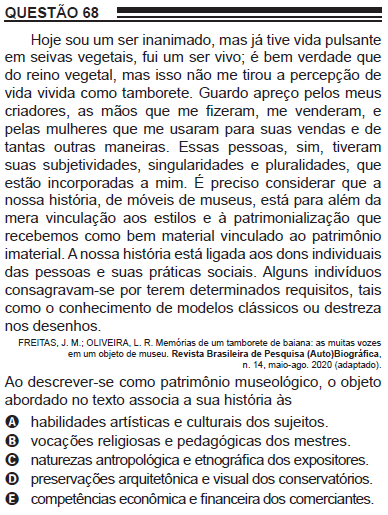 QUESTÃO 68
Hoje sou um ser inanimado, mas já tive vida pulsante
em seivas vegetais, fui um ser vivo; é bem verdade que
do reino vegetal, mas isso não me tirou a percepção de
vida vivida como tamborete. Guardo apreço pelos meus
criadores, as mãos que me fizeram, me venderam, e
pelas mulheres que me usaram para suas vendas e de
tantas outras maneiras. Essas pessoas, sim, tiveram
suas subjetividades, singularidades e pluralidades, que
estão incorporadas a mim. É preciso considerar que a
nossa história, de móveis de museus, está para além da
mera vinculação aos estilos e à patrimonialização que
recebemos como bem material vinculado ao patrimônio
imaterial. A nossa história está ligada aos dons individuais
das pessoas e suas práticas sociais. Alguns indivíduos
consagravam-se por terem determinados requisitos, tais
como o conhecimento de modelos clássicos ou destreza
nos desenhos.
FREITAS, J. M.; OLIVEIRA, L. R. Memórias de um tamborete de baiana: as muitas vozes
em um objeto de museu. Revista Brasileira de Pesquisa (Auto)Biográfica,
n. 14, maio-ago. 2020 (adaptado).
Ao descrever-se como patrimônio museológico, o objeto
abordado no texto associa a sua história às
A habilidades artísticas e culturais dos sujeitos.
B vocações religiosas e pedagógicas dos mestres.
C naturezas antropológica e etnográfica dos expositores.
D preservações arquitetônica e visual dos conservatórios.
E competências econômica e financeira dos comerciantes.